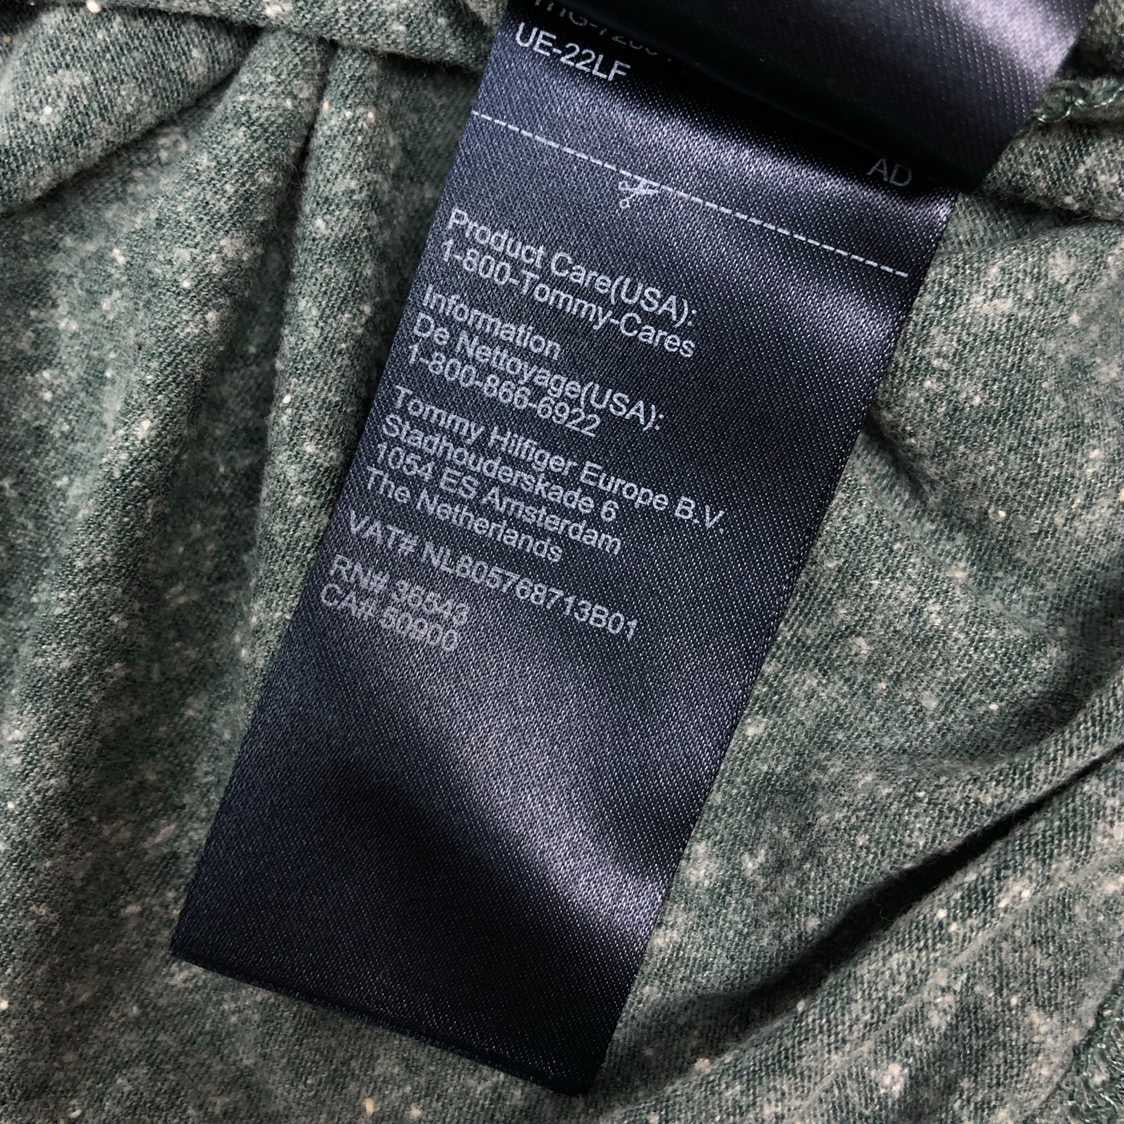 UE-22LF
AD
Product Care(USA):
1-800-Tommy-Cares
Information
De Nettoyage(USA):
1-800-866-6922
Tommy Hilfiger Europe B.V.
Stadhouderskade 6
1054 ES Amsterdam
The Netherlands
VAT# NL805768713B01
RN# 36543
CA# 50900